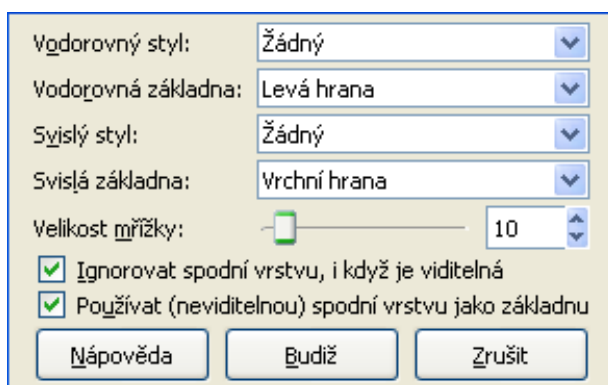 Vodorovný styl: Žádný
Vodorovná základna: Levá hrana
Svislý styl: Žádný
Svislá základna: Vrchní hrana
Velikost mřížky: 10
Ignorovat spodní vrstvu, i když je viditelná
Používat (neviditelnou) spodní vrstvu jako základnu
Nápověda Budiž Zrušit